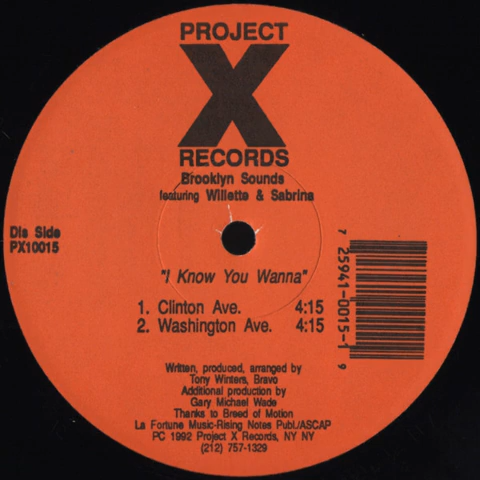 PROJECT
X
RECORDS
Brooklyn Sounds
featuring Willette & Sabrina
Dis Side
PX10015
"I Know You Wanna"
1. Clinton Ave. 4:15
2. Washington Ave. 4:15
7 25941-0015-1 9
Written, produced, arranged by
Tony Winters, Bravo
Additional production by
Gary Michael Wade
Thanks to Breed of Motion
La Fortune Music-Rising Notes Publ./ASCAP
PC 1992 Project X Records, NY NY
(212) 757-1329